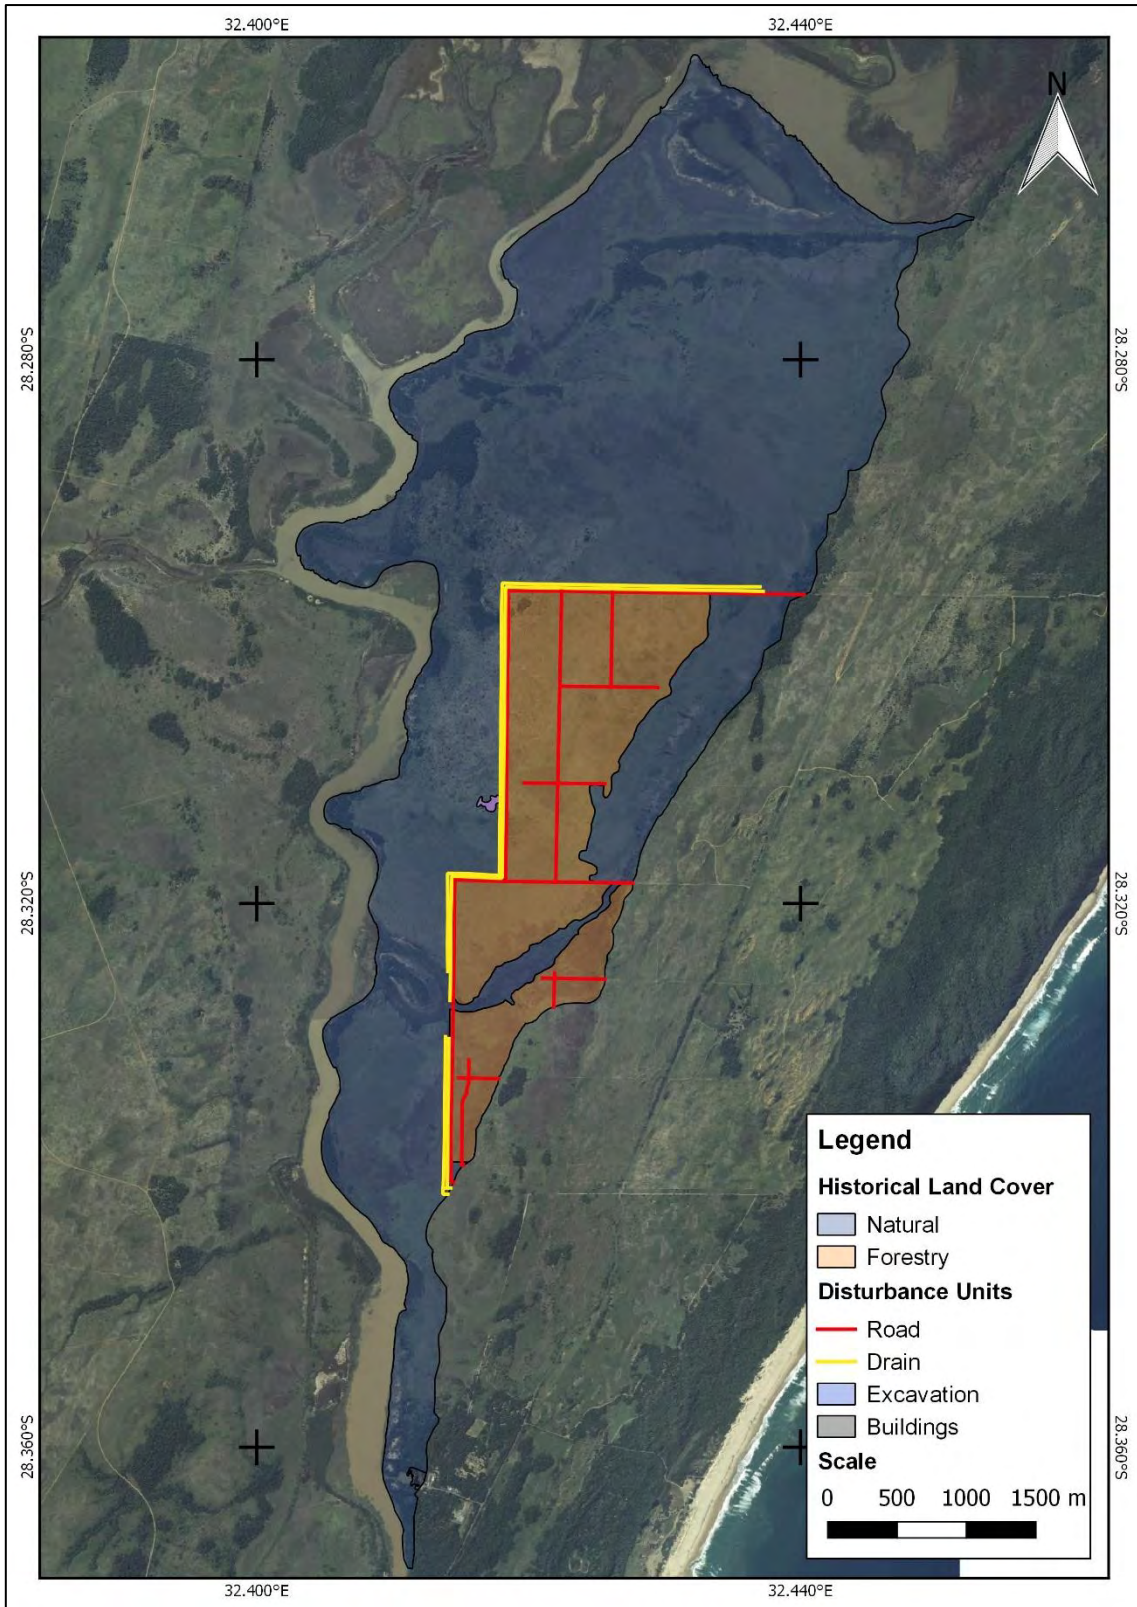 32.400°E
32.440°E
N
28.280°S
28.280°S
28.320°S
28.320°S
28.360°S
28.360°S
Legend
Historical Land Cover
Natural
Forestry
Disturbance Units
Road
Drain
Excavation
Buildings
Scale
0 500 1000 1500 m
32.400°E
32.440°E